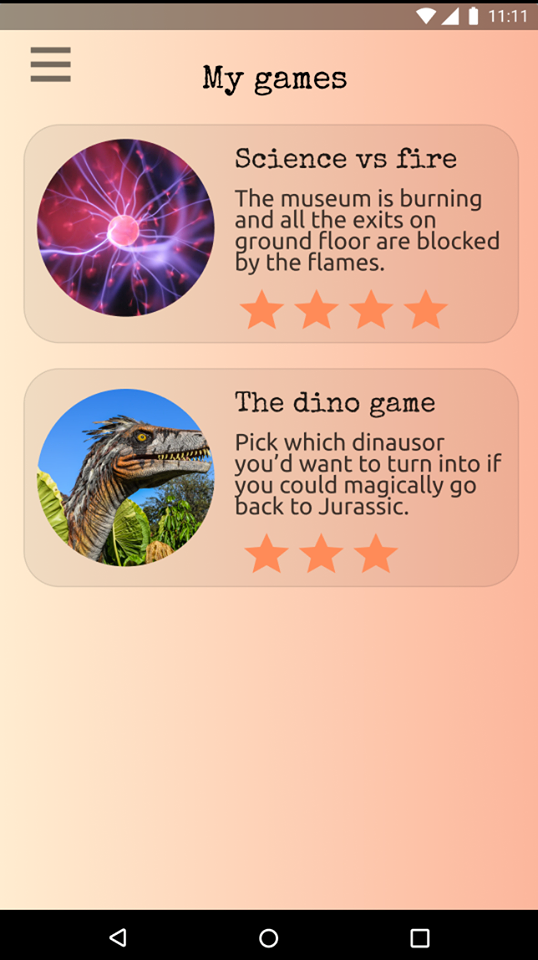 11:11
My games
Science vs fire
The museum is burning
and all the exits on
ground floor are blocked
by the flames.
The dino game
Pick which dinausor
you'd want to turn into if
you could magically go
back to Jurassic.